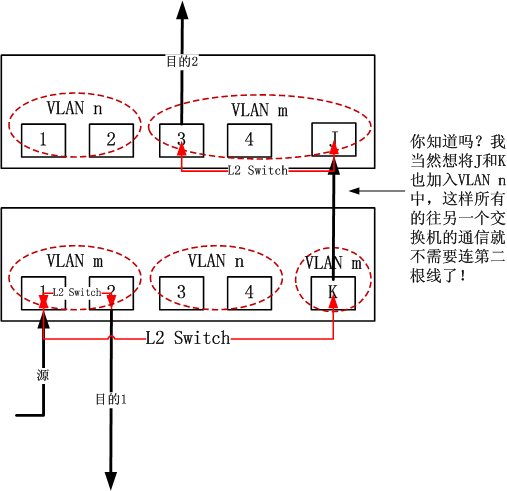 目的2
VLAN n
VLAN m
1
2
3
4
J
L2 Switch
你知道吗？我
当然想将J和K
也加入VLAN n
中，这样所有
的往另一个交
换机的通信就
不需要连第二
根线了！
VLAN m
VLAN n
VLAN m
1
L2 Switch
2
3
4
K
L2 Switch
源
目的1